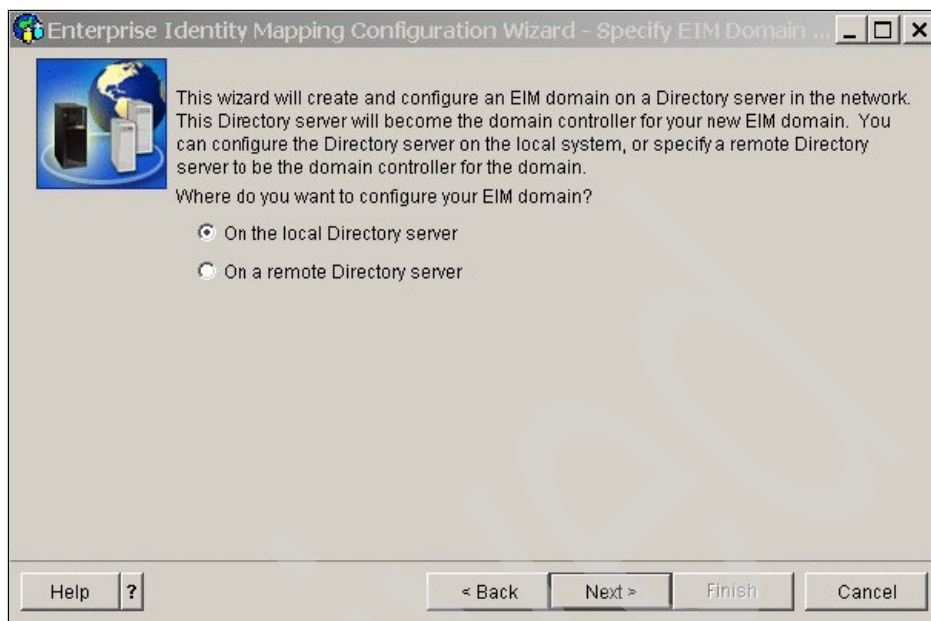 Enterprise Identity Mapping Configuration Wizard - Specify EIM Domain ...
This wizard will create and configure an EIM domain on a Directory server in the network.
This Directory server will become the domain controller for your new EIM domain. You
can configure the Directory server on the local system, or specify a remote Directory
server to be the domain controller for the domain.
Where do you want to configure your EIM domain?
On the local Directory server
On a remote Directory server
Help ? < Back Next > Finish Cancel